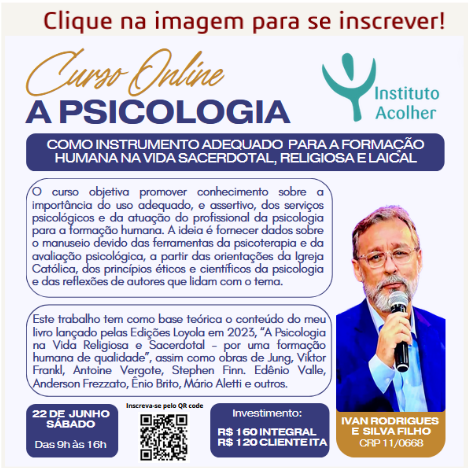 Clique na imagem para se inscrever!
Curso Online
A PSICOLOGIA
Instituto
Acolher
COMO INSTRUMENTO ADEQUADO PARA A FORMAÇÃO
HUMANA NA VIDA SACERDOTAL, RELIGIOSA E LAICAL
O curso objetiva promover conhecimento sobre a
importância do uso adequado, e assertivo, dos serviços
psicológicos e da atuação do profissional da psicologia
para a formação humana. A ideia é fornecer dados sobre
o manuseio devido das ferramentas da psicoterapia e da
avaliação psicológica, a partir das orientações da Igreja
Católica, dos princípios éticos e científicos da psicologia
e das reflexões de autores que lidam com o tema.
Este trabalho tem como base teórica o conteúdo do meu
livro lançado pelas Edições Loyola em 2023, “A Psicologia
na Vida Religiosa e Sacerdotal - por uma formação
humana de qualidade”, assim como obras de Jung, Viktor
Frankl, Antoine Vergote, Stephen Finn. Edênio Valle,
Anderson Frezzato, Ênio Brito, Mário Aletti e outros.
22 DE JUNHO
SÁBADO
Das 9h às 16h
Inscreva-se pelo QR code
Investimento:
R$ 160 INTEGRAL
R$ 120 CLIENTE ITA
IVAN RODRIGUES
E SILVA FILHO
CRP 11/0668